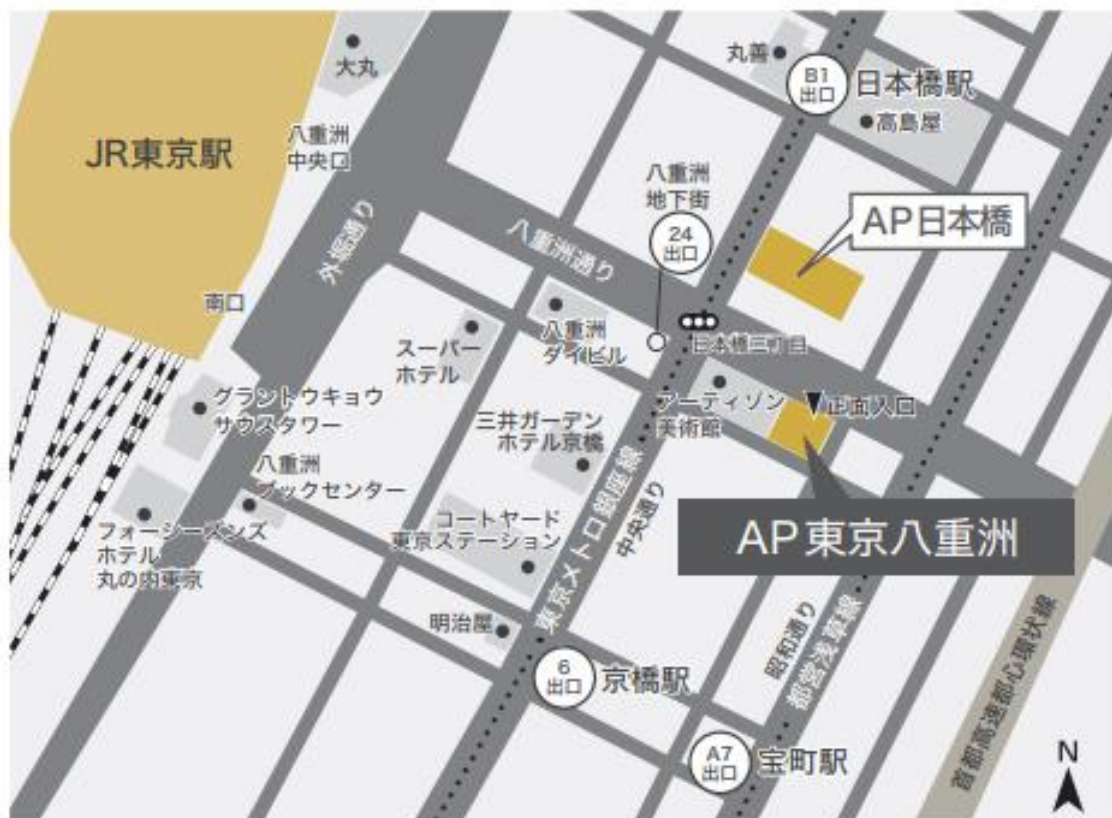 大丸
丸善
B1
出口
日本橋駅
高島屋
JR東京駅
八重洲
中央口
八重洲
地下街
24
出口
AP日本橋
外堀通り
八重洲通り
南口
八重洲
ダイビル
日本橋三丁目
スーパー
ホテル
アーティゾン
美術館
正面入口
グラントウキョウ
サウスタワー
三井ガーデン
ホテル京橋
八重洲
ブックセンター
東京メトロ銀座線
中央通り
コートヤード
東京ステーション
フォーシーズンズ
ホテル
丸の内東京
AP東京八重洲
明治屋
6
出口
京橋駅
昭和通り
都営浅草線
首都高速都心環状線
A7
出口
宝町駅
N